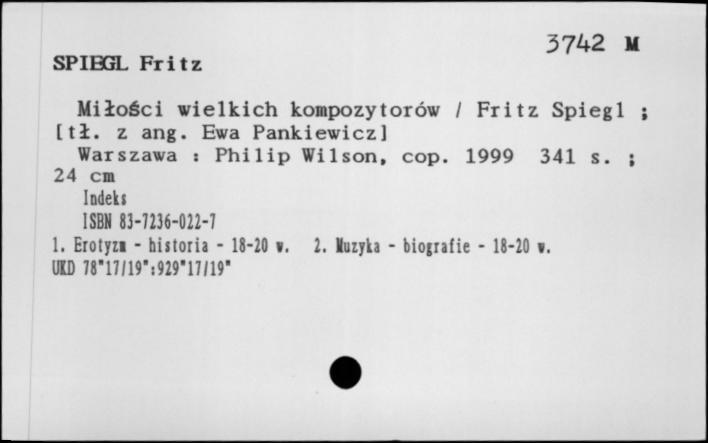 3742 M
SPIEGL Fritz
Miłości wielkich kompozytorów / Fritz Spiegl ;
[tł. z ang. Ewa Pankiewicz]
Warszawa : Philip Wilson, cop. 1999 341 s. ;
24 cm
Indeks
ISBN 83-7236-022-7
1. Erotyzm - historia - 18-20 w. 2. Muzyka - biografie - 18-20 w.
UKD 78"17/19":929"17/19"